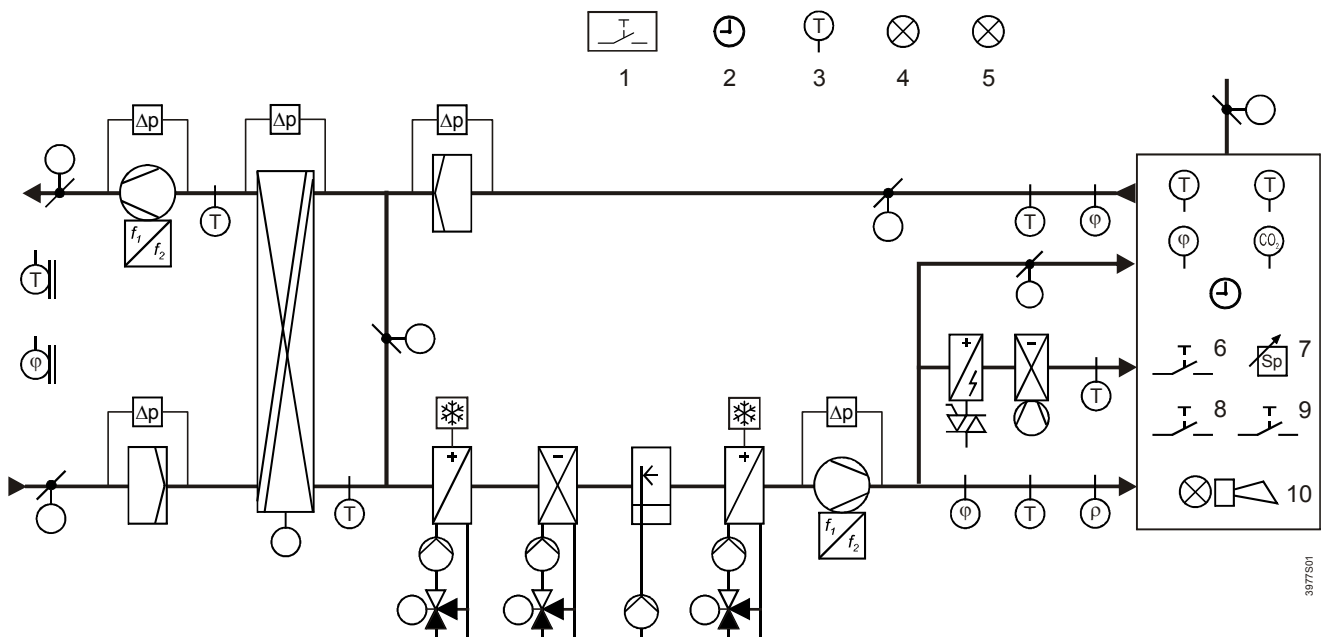 T
T
1 2 3 4 5
Δp Δp Δp
T T φ
f1 f2
T T
φ CO2
T
φ
6 Sp 7
+ −
T
8 9
Δp Δp
+ − +
10
T φ T ρ
f1 f2
3977S01